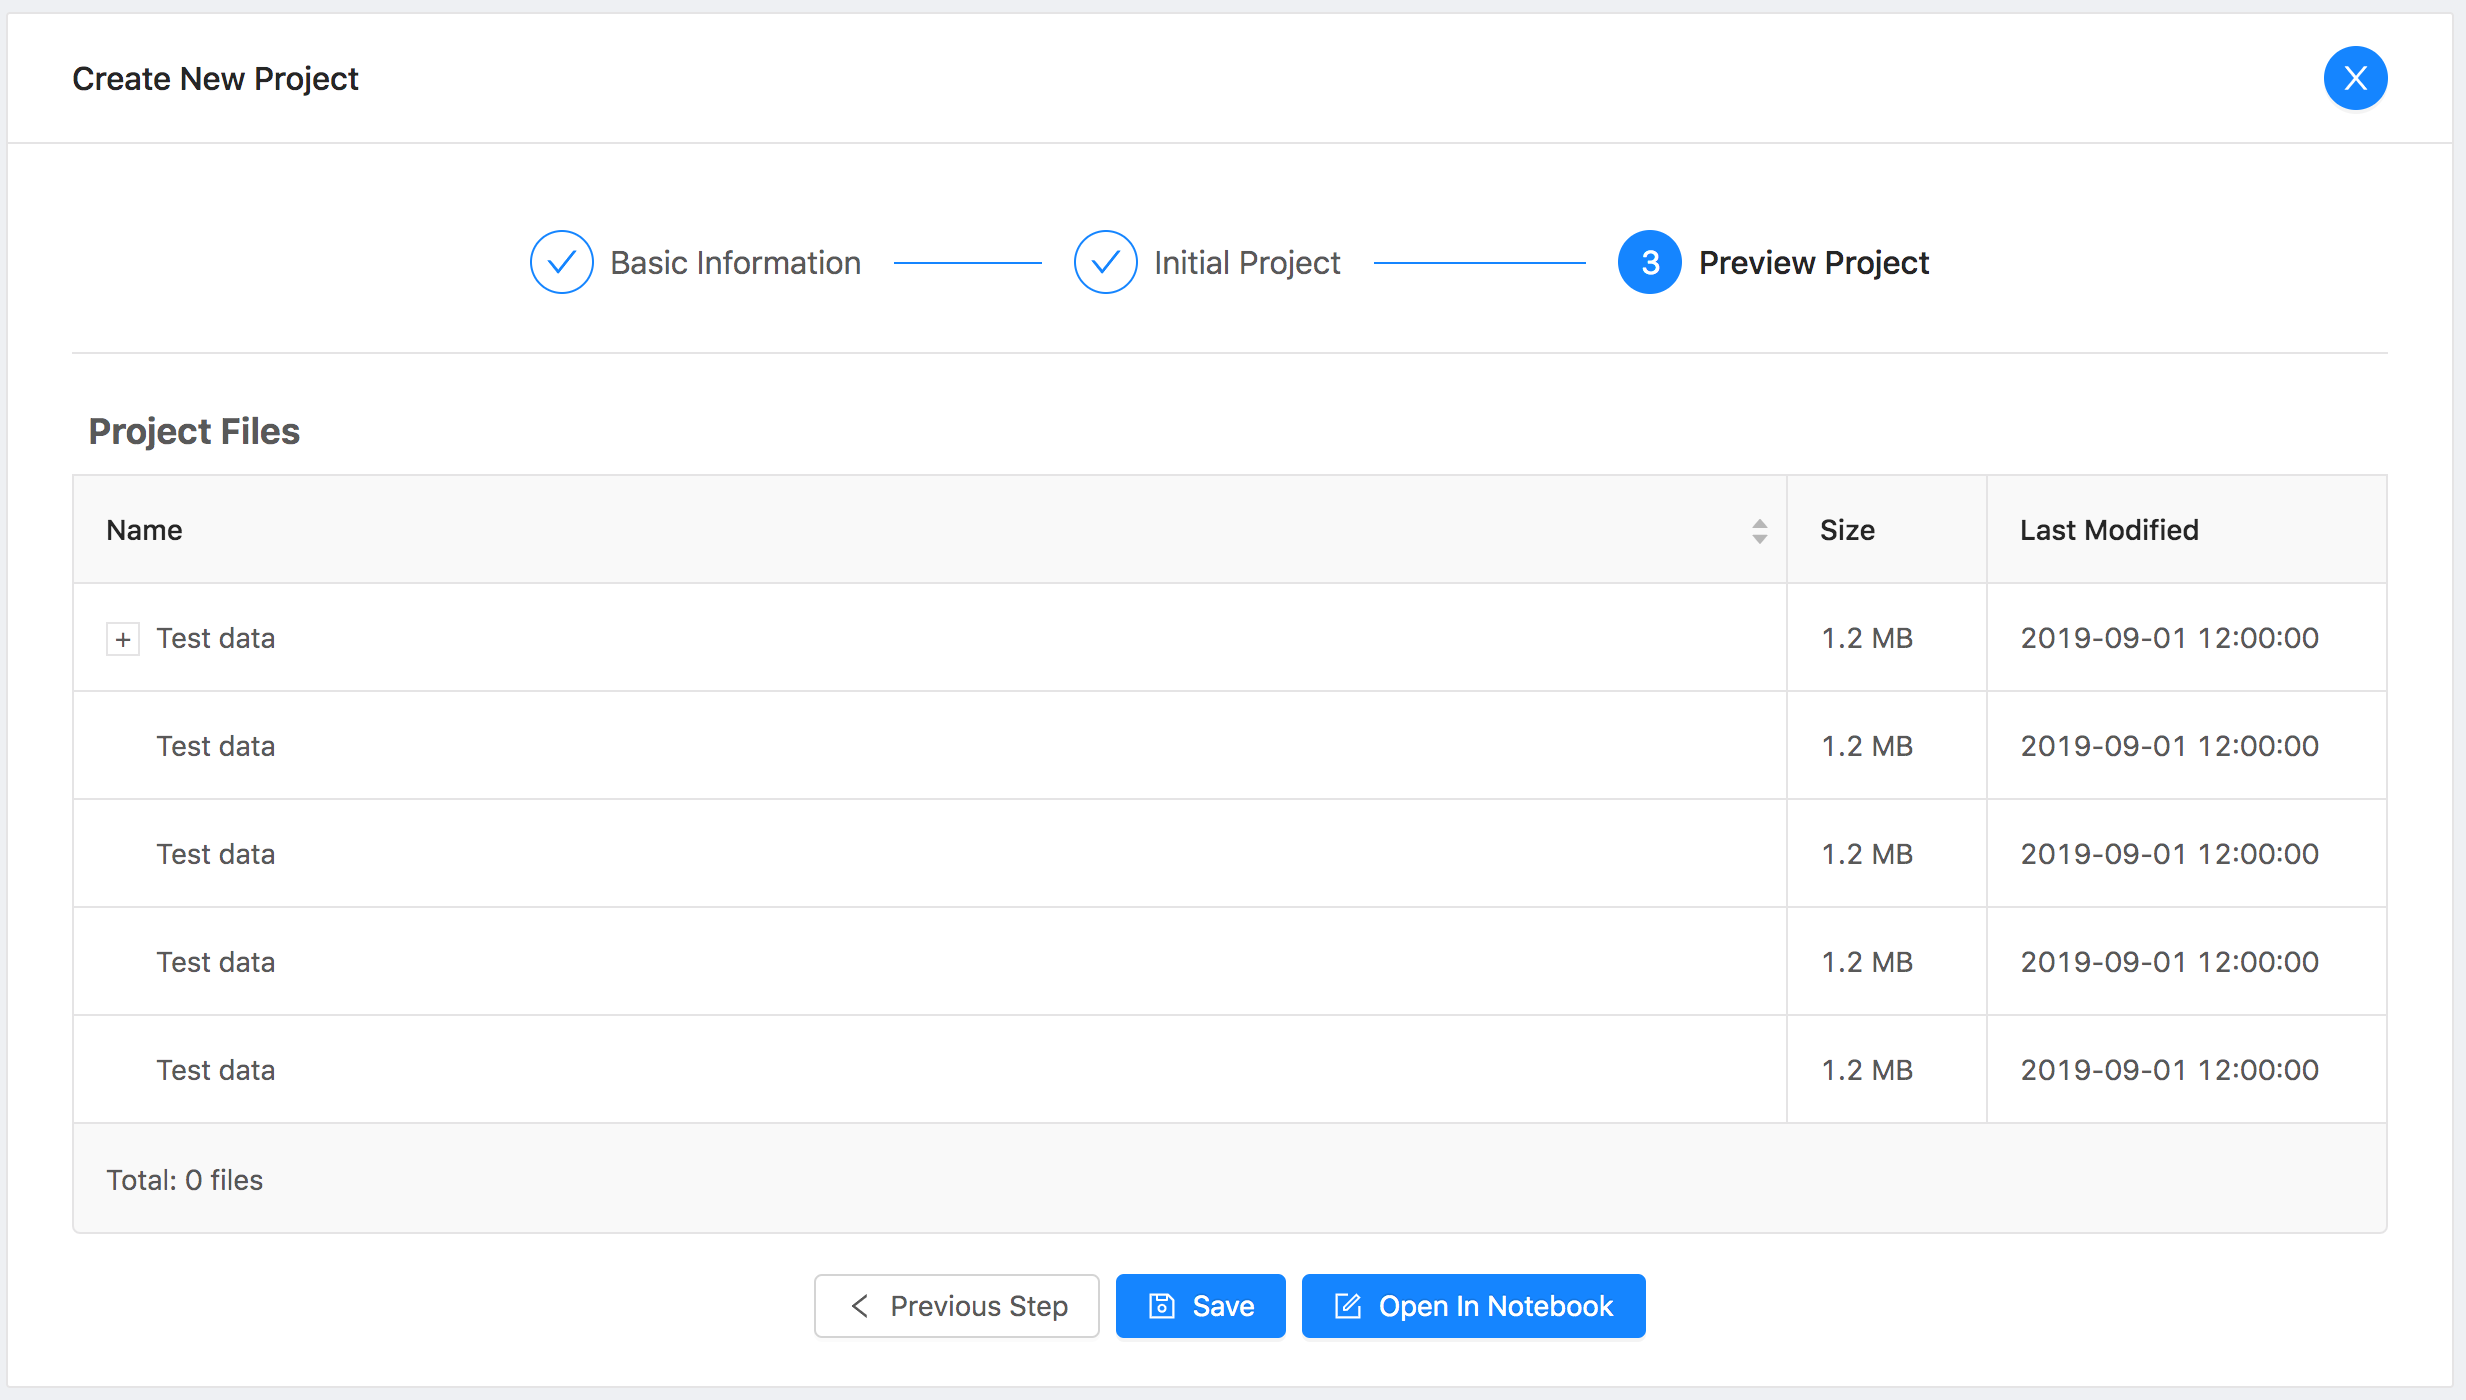 Create New Project
Basic Information
Initial Project
3 Preview Project
Project Files
Name Size Last Modified
Test data 1.2 MB 2019-09-01 12:00:00
Test data 1.2 MB 2019-09-01 12:00:00
Test data 1.2 MB 2019-09-01 12:00:00
Test data 1.2 MB 2019-09-01 12:00:00
Test data 1.2 MB 2019-09-01 12:00:00
Total: 0 files
Previous Step
Save
Open In Notebook